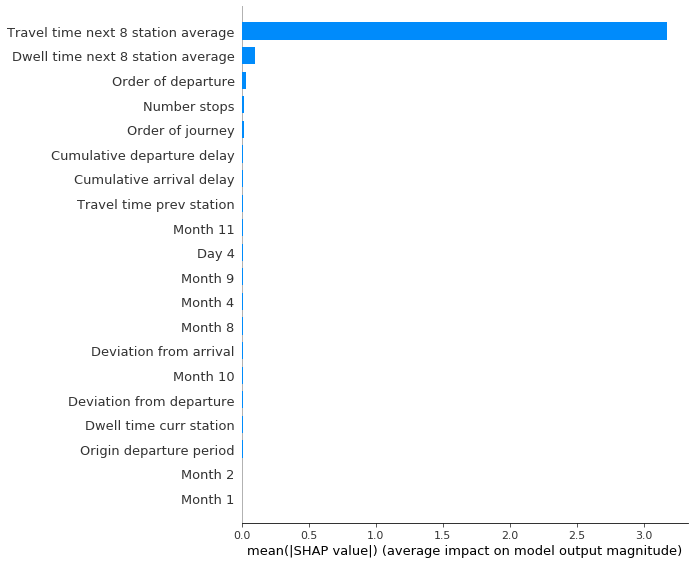 Travel time next 8 station average
Dwell time next 8 station average
Order of departure
Number stops
Order of journey
Cumulative departure delay
Cumulative arrival delay
Travel time prev station
Month 11
Day 4
Month 9
Month 4
Month 8
Deviation from arrival
Month 10
Deviation from departure
Dwell time curr station
Origin departure period
Month 2
Month 1
0.0 0.5 1.0 1.5 2.0 2.5 3.0
mean(|SHAP value|) (average impact on model output magnitude)